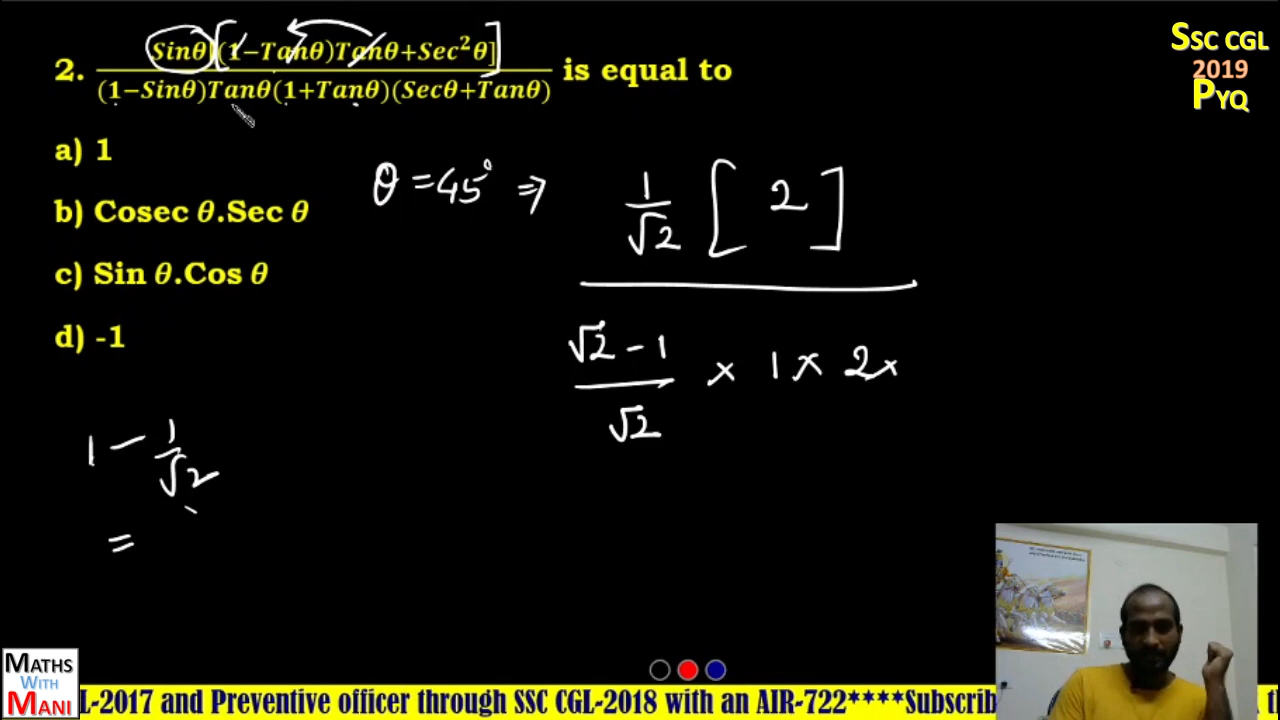 SSC CGL
2019
PYQ
2. Sinθ[(1−Tanθ)Tanθ+Sec²θ] / (1−Sinθ)Tanθ(1+Tanθ)(Secθ+Tanθ) is equal to
a) 1
b) Cosec θ.Sec θ
c) Sin θ.Cos θ
d) -1
θ = 45° ⇒
1/√2 [ 2 ]
√2 − 1 / √2 × 1 × 2 ×
1 − 1/√2
=
MATHS
WITH
MANI
L-2017 and Preventive officer through SSC CGL-2018 with an AIR-722****Subscrib